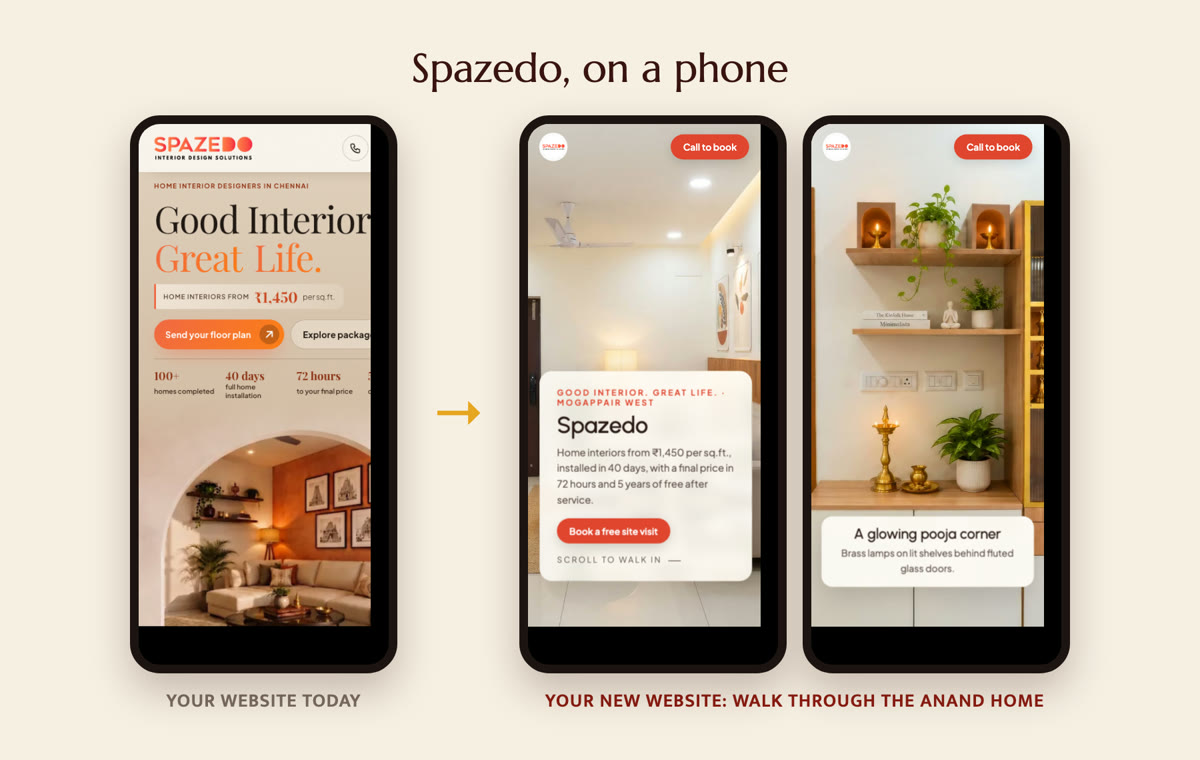 Spazedo, on a phone
SPAZEDO
INTERIOR DESIGN SOLUTIONS
HOME INTERIOR DESIGNERS IN CHENNAI
Good Interior
Great Life.
HOME INTERIORS FROM ₹1,450 per sq.ft.
Send your floor plan
Explore packag
100+
homes completed
40 days
full home
installation
72 hours
to your final price
YOUR WEBSITE TODAY
SPAZEDO
Call to book
GOOD INTERIOR. GREAT LIFE. ·
MOGAPPAIR WEST
Spazedo
Home interiors from ₹1,450 per sq.ft.,
installed in 40 days, with a final price in
72 hours and 5 years of free after
service.
Book a free site visit
SCROLL TO WALK IN
SPAZEDO
Call to book
The Kinfolk Home
A glowing pooja corner
Brass lamps on lit shelves behind fluted
glass doors.
YOUR NEW WEBSITE: WALK THROUGH THE ANAND HOME